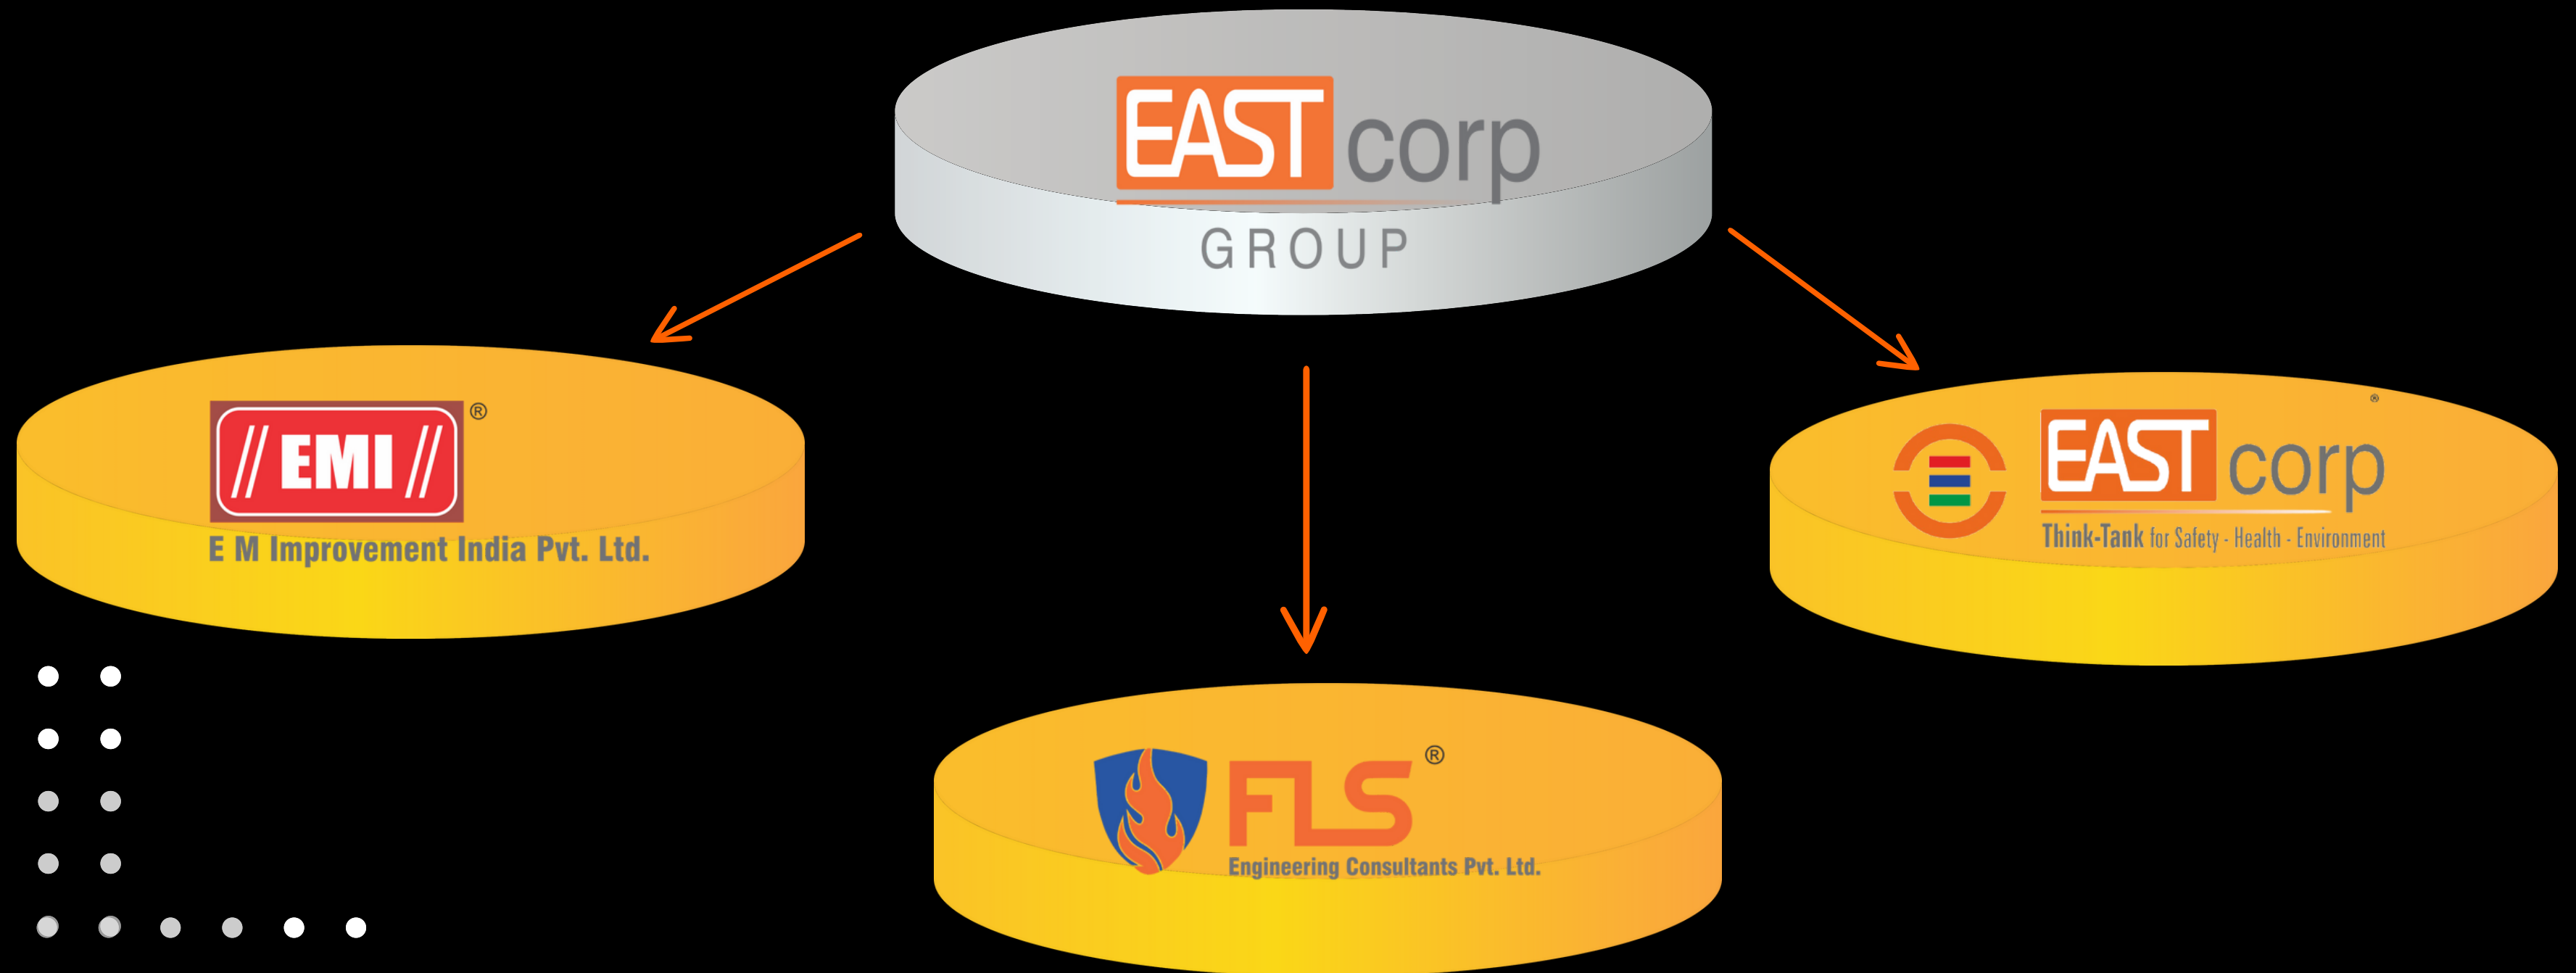 EAST corp
GROUP
// EMI // ®
E M Improvement India Pvt. Ltd.
®
EAST corp
Think-Tank for Safety - Health - Environment
FLS ®
Engineering Consultants Pvt. Ltd.